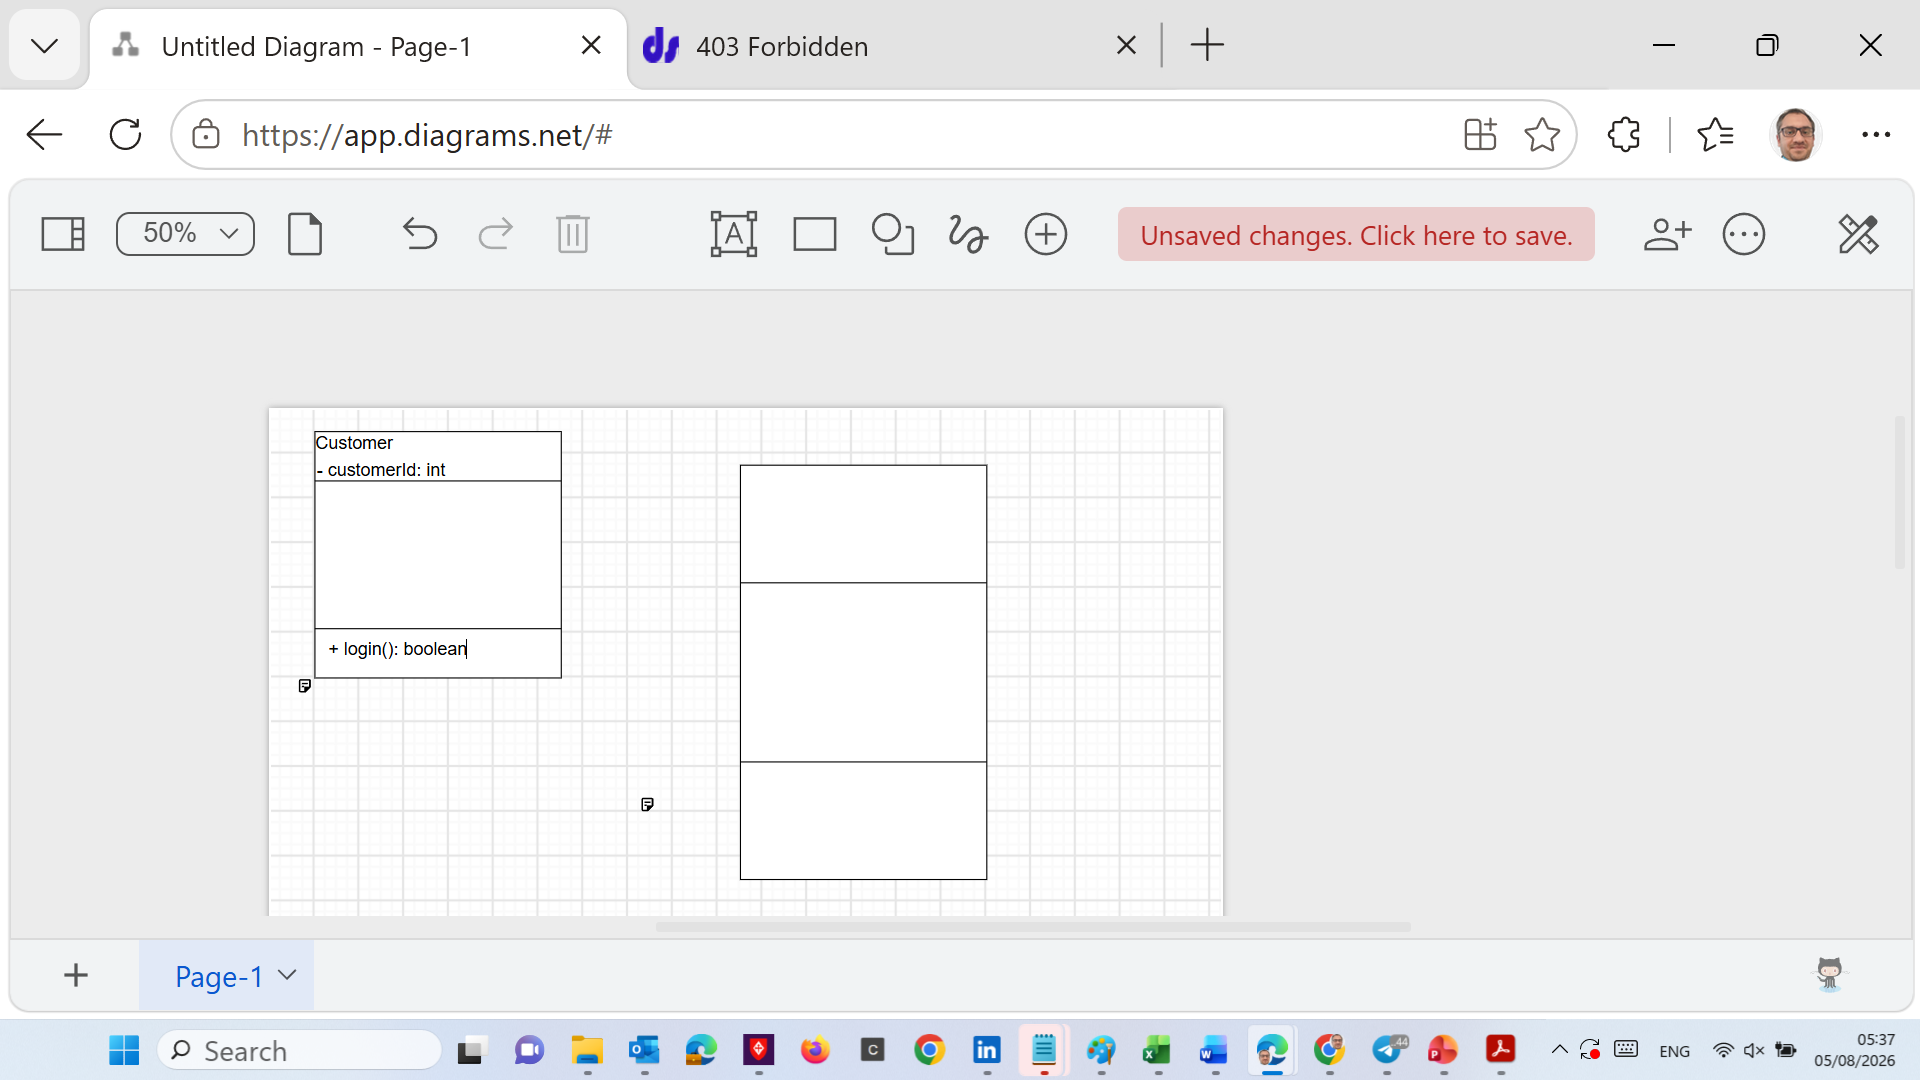 Untitled Diagram - Page-1
403 Forbidden
https://app.diagrams.net/#
50%
A
Unsaved changes. Click here to save.
Customer
- customerId: int
+ login(): boolean
Page-1
Search
44
ENG
05:37
05/08/2026